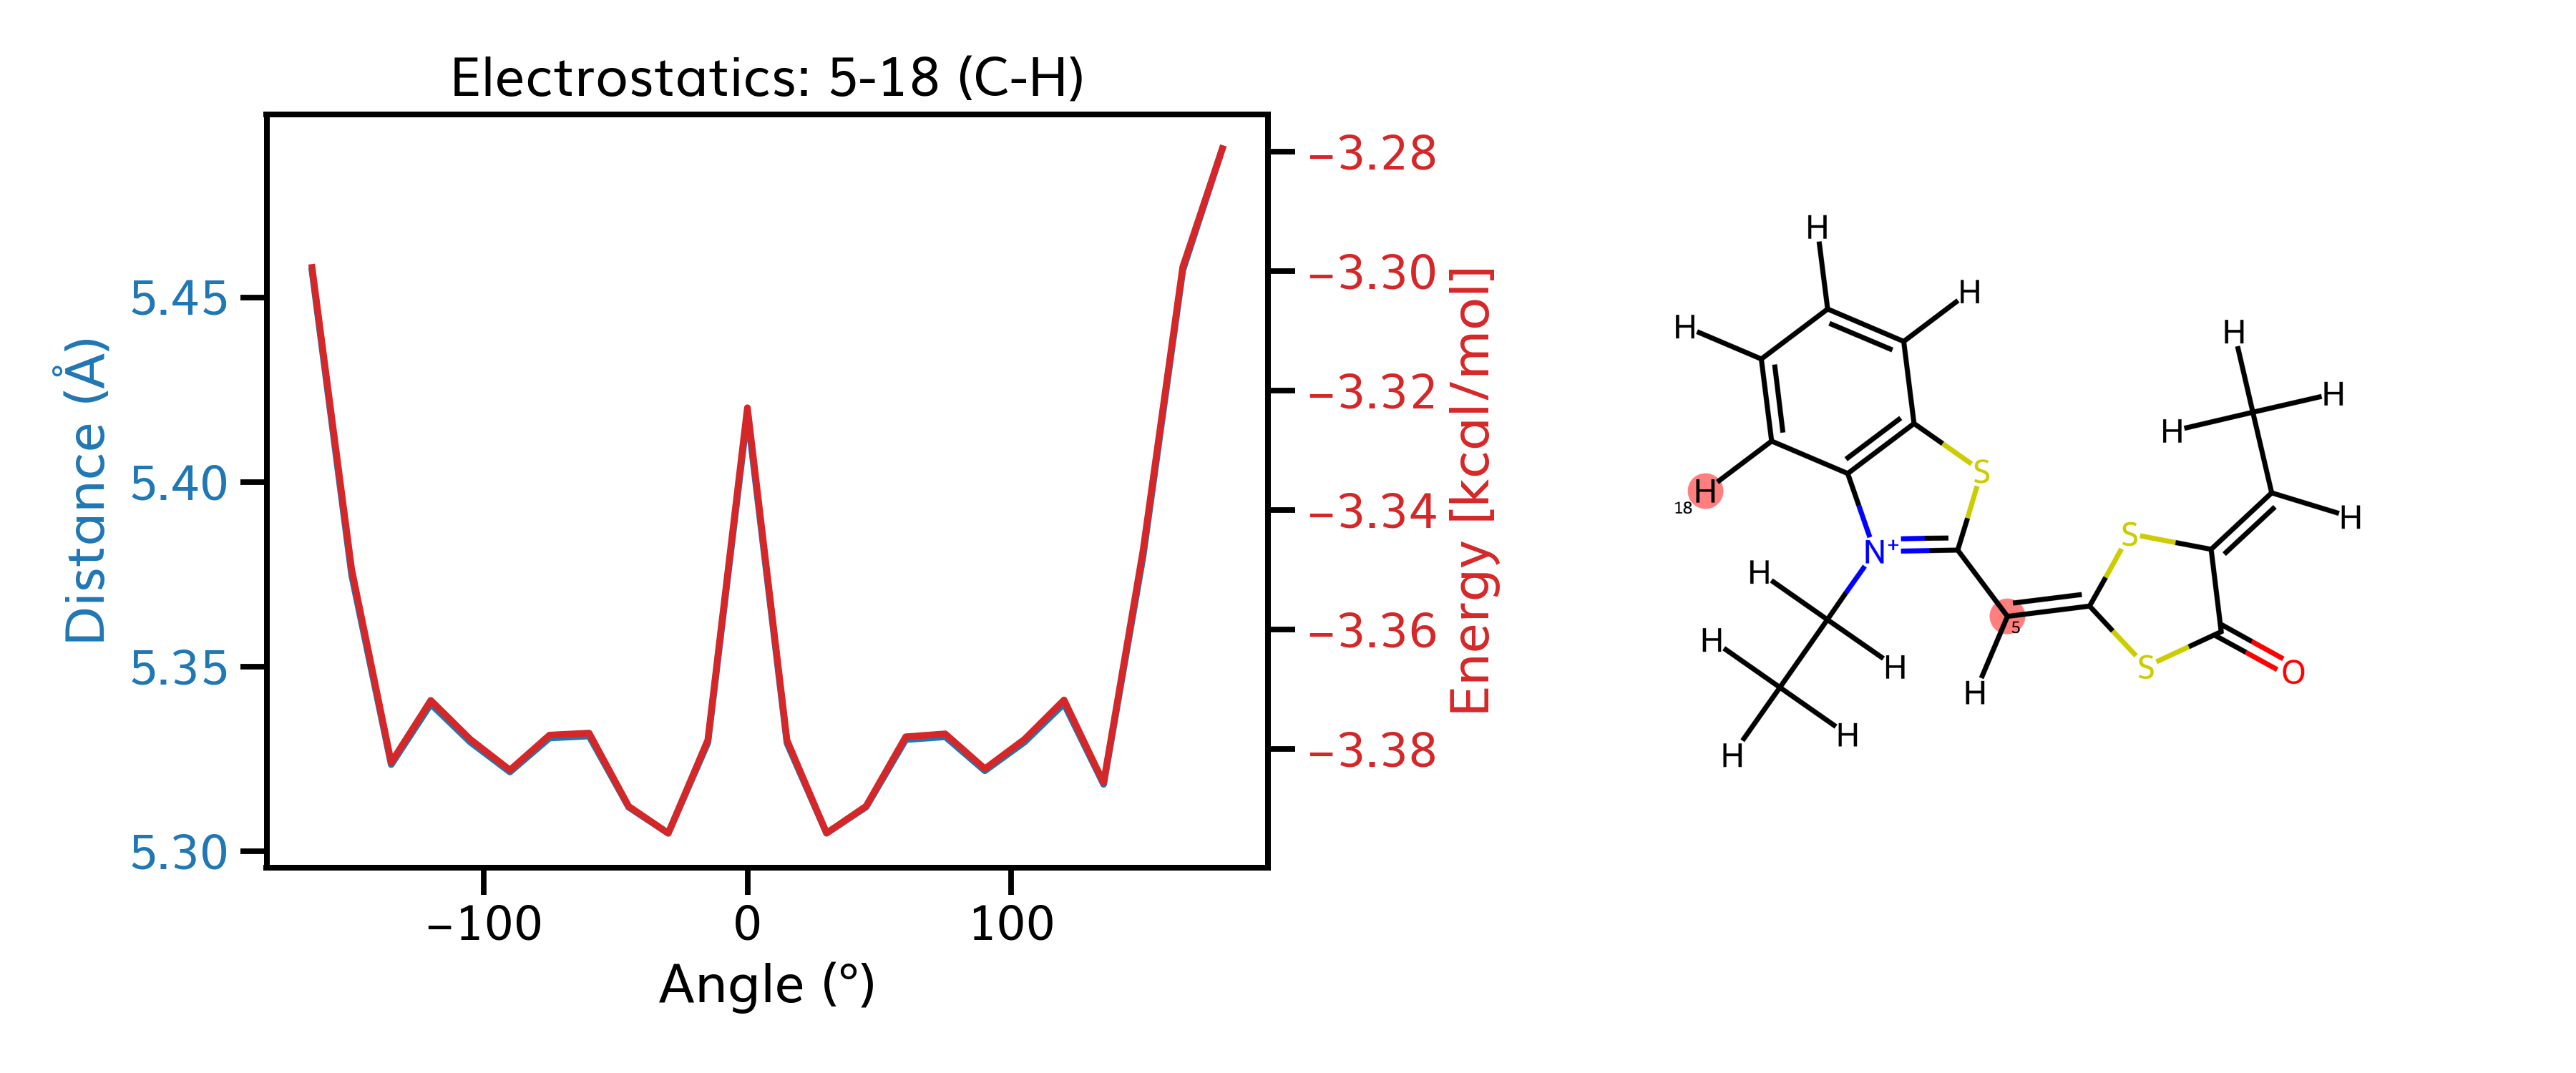 Electrostatics: 5-18 (C-H)
Distance (Å)
5.45
5.40
5.35
5.30
−100
0
100
Angle (°)
−3.28
−3.30
−3.32
−3.34
−3.36
−3.38
Energy [kcal/mol]
H
H
H
H
H
H
H
S
H
18
H
S
N+
H
H
5
H
S
O
H
H
H
H